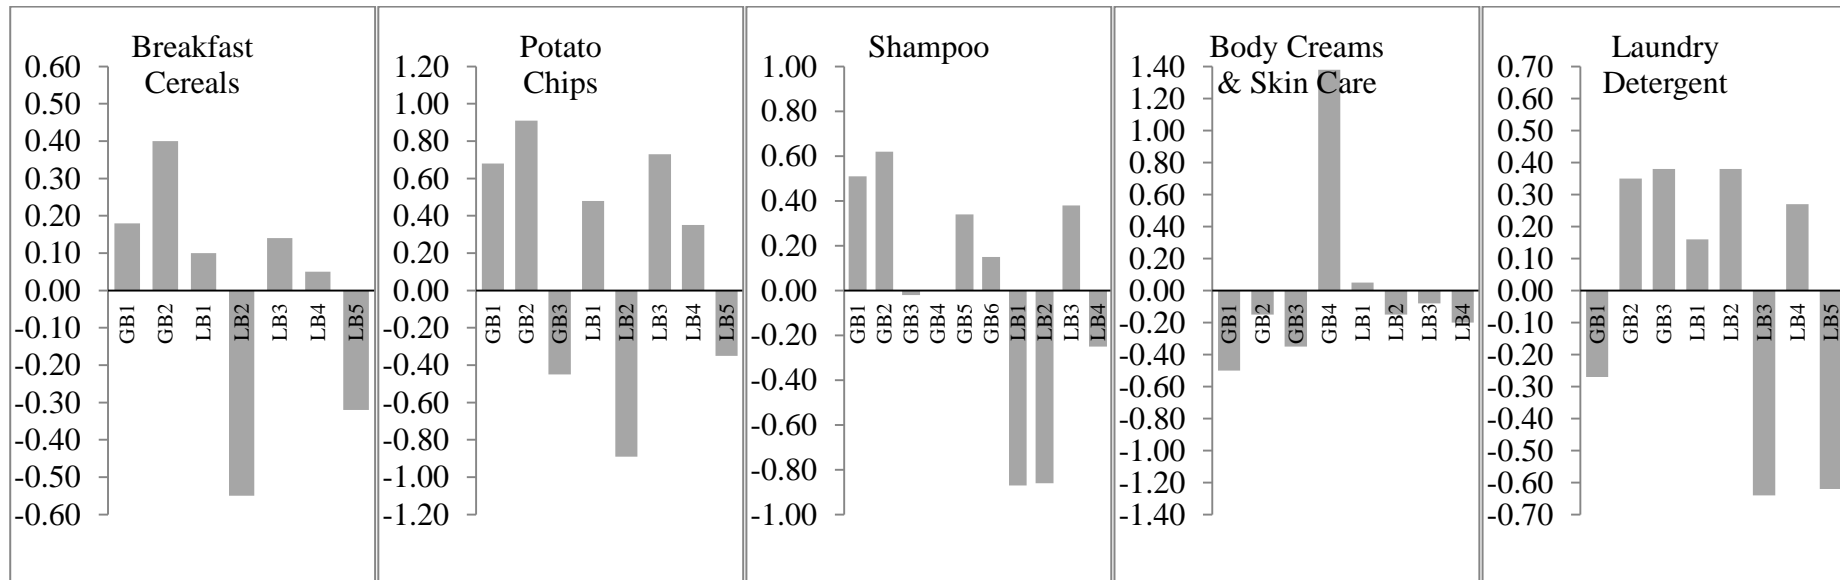 Breakfast
Cereals
0.60
0.50
0.40
0.30
0.20
0.10
0.00
-0.10
-0.20
-0.30
-0.40
-0.50
-0.60
GB1
GB2
LB1
LB2
LB3
LB4
LB5
Potato
Chips
1.20
1.00
0.80
0.60
0.40
0.20
0.00
-0.20
-0.40
-0.60
-0.80
-1.00
-1.20
GB1
GB2
GB3
LB1
LB2
LB3
LB4
LB5
Shampoo
1.00
0.80
0.60
0.40
0.20
0.00
-0.20
-0.40
-0.60
-0.80
-1.00
GB1
GB2
GB3
GB4
GB5
GB6
LB1
LB2
LB3
LB4
Body Creams
& Skin Care
1.40
1.20
1.00
0.80
0.60
0.40
0.20
0.00
-0.20
-0.40
-0.60
-0.80
-1.00
-1.20
-1.40
GB1
GB2
GB3
GB4
LB1
LB2
LB3
LB4
Laundry
Detergent
0.70
0.60
0.50
0.40
0.30
0.20
0.10
0.00
-0.10
-0.20
-0.30
-0.40
-0.50
-0.60
-0.70
GB1
GB2
GB3
LB1
LB2
LB3
LB4
LB5